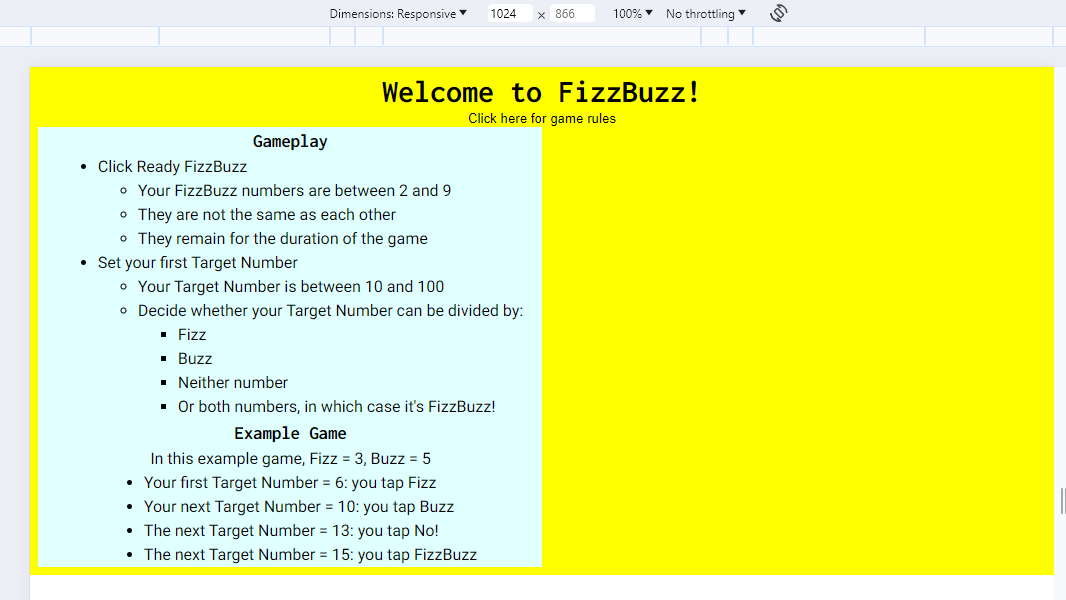 Dimensions: Responsive 1024 × 866 100% No throttling
Welcome to FizzBuzz!
Click here for game rules
Gameplay
Click Ready FizzBuzz
Your FizzBuzz numbers are between 2 and 9
They are not the same as each other
They remain for the duration of the game
Set your first Target Number
Your Target Number is between 10 and 100
Decide whether your Target Number can be divided by:
Fizz
Buzz
Neither number
Or both numbers, in which case it's FizzBuzz!
Example Game
In this example game, Fizz = 3, Buzz = 5
Your first Target Number = 6: you tap Fizz
Your next Target Number = 10: you tap Buzz
The next Target Number = 13: you tap No!
The next Target Number = 15: you tap FizzBuzz